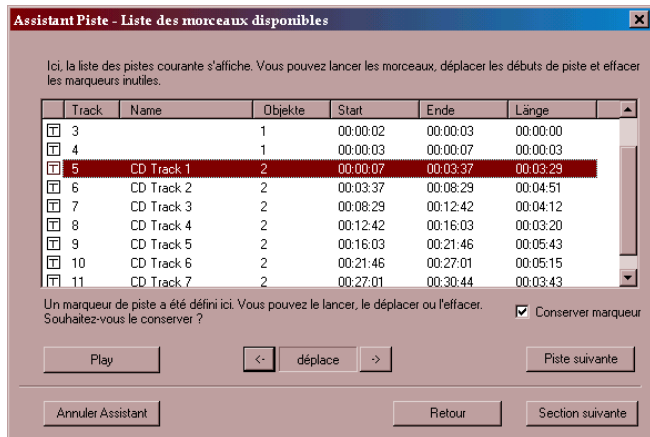 Assistant Piste - Liste des morceaux disponibles
Ici, la liste des pistes courante s'affiche. Vous pouvez lancer les morceaux, déplacer les débuts de piste et effacer
les marqueurs inutiles.
Track Name Objekte Start Ende Länge
T 3 1 00:00:02 00:00:03 00:00:00
T 4 1 00:00:03 00:00:07 00:00:03
T 5 CD Track 1 2 00:00:07 00:03:37 00:03:29
T 6 CD Track 2 2 00:03:37 00:08:29 00:04:51
T 7 CD Track 3 2 00:08:29 00:12:42 00:04:12
T 8 CD Track 4 2 00:12:42 00:16:03 00:03:20
T 9 CD Track 5 2 00:16:03 00:21:46 00:05:43
T 10 CD Track 6 2 00:21:46 00:27:01 00:05:15
T 11 CD Track 7 2 00:27:01 00:30:44 00:03:43
Un marqueur de piste a été défini ici. Vous pouvez le lancer, le déplacer ou l'effacer.
Souhaitez-vous le conserver ?
Conserver marqueur
Play <- déplace -> Piste suivante
Annuler Assistant Retour Section suivante